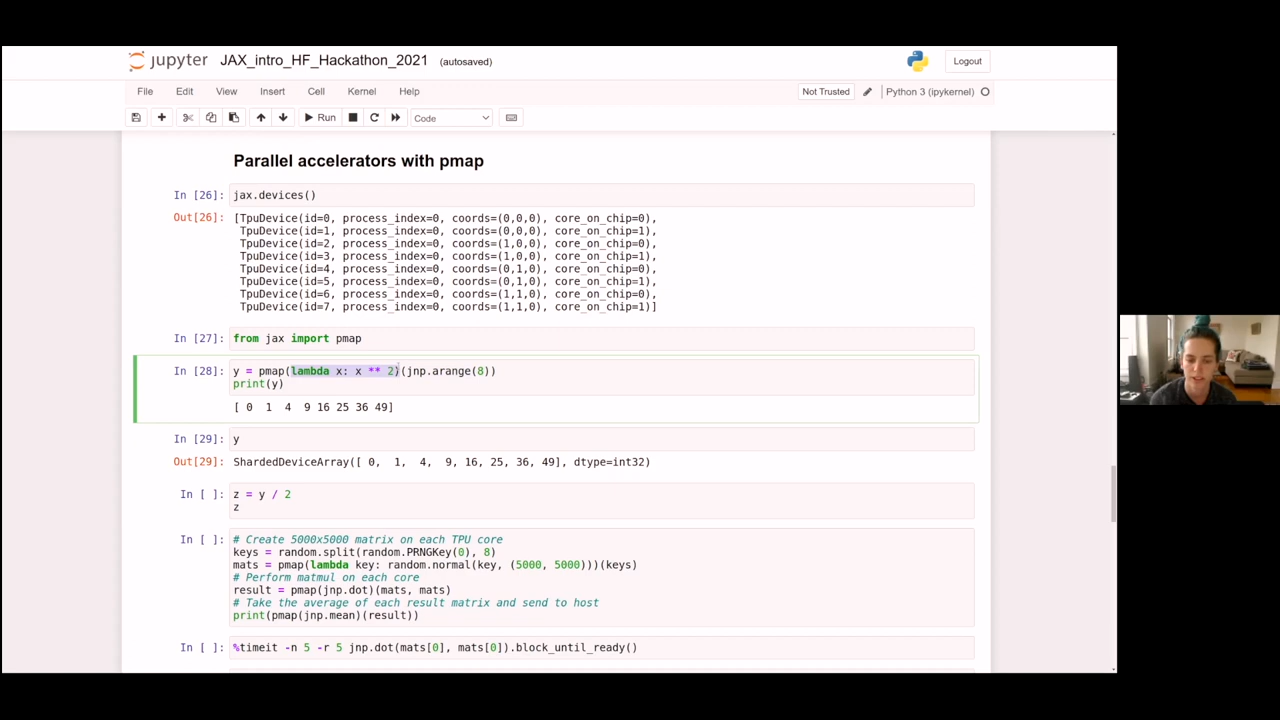 jupyter JAX_intro_HF_Hackathon_2021 (autosaved) Logout
File Edit View Insert Cell Kernel Help Not Trusted Python 3 (ipykernel)
Run Code
Parallel accelerators with pmap
In [26]: jax.devices()
Out[26]: [TpuDevice(id=0, process_index=0, coords=(0,0,0), core_on_chip=0),
TpuDevice(id=1, process_index=0, coords=(0,0,0), core_on_chip=1),
TpuDevice(id=2, process_index=0, coords=(1,0,0), core_on_chip=0),
TpuDevice(id=3, process_index=0, coords=(1,0,0), core_on_chip=1),
TpuDevice(id=4, process_index=0, coords=(0,1,0), core_on_chip=0),
TpuDevice(id=5, process_index=0, coords=(0,1,0), core_on_chip=1),
TpuDevice(id=6, process_index=0, coords=(1,1,0), core_on_chip=0),
TpuDevice(id=7, process_index=0, coords=(1,1,0), core_on_chip=1)]
In [27]: from jax import pmap
In [28]: y = pmap(lambda x: x ** 2)(jnp.arange(8))
print(y)
[ 0 1 4 9 16 25 36 49]
In [29]: y
Out[29]: ShardedDeviceArray([ 0, 1, 4, 9, 16, 25, 36, 49], dtype=int32)
In [ ]: z = y / 2
z
In [ ]: # Create 5000x5000 matrix on each TPU core
keys = random.split(random.PRNGKey(0), 8)
mats = pmap(lambda key: random.normal(key, (5000, 5000)))(keys)
# Perform matmul on each core
result = pmap(jnp.dot)(mats, mats)
# Take the average of each result matrix and send to host
print(pmap(jnp.mean)(result))
In [ ]: %timeit -n 5 -r 5 jnp.dot(mats[0], mats[0]).block_until_ready()